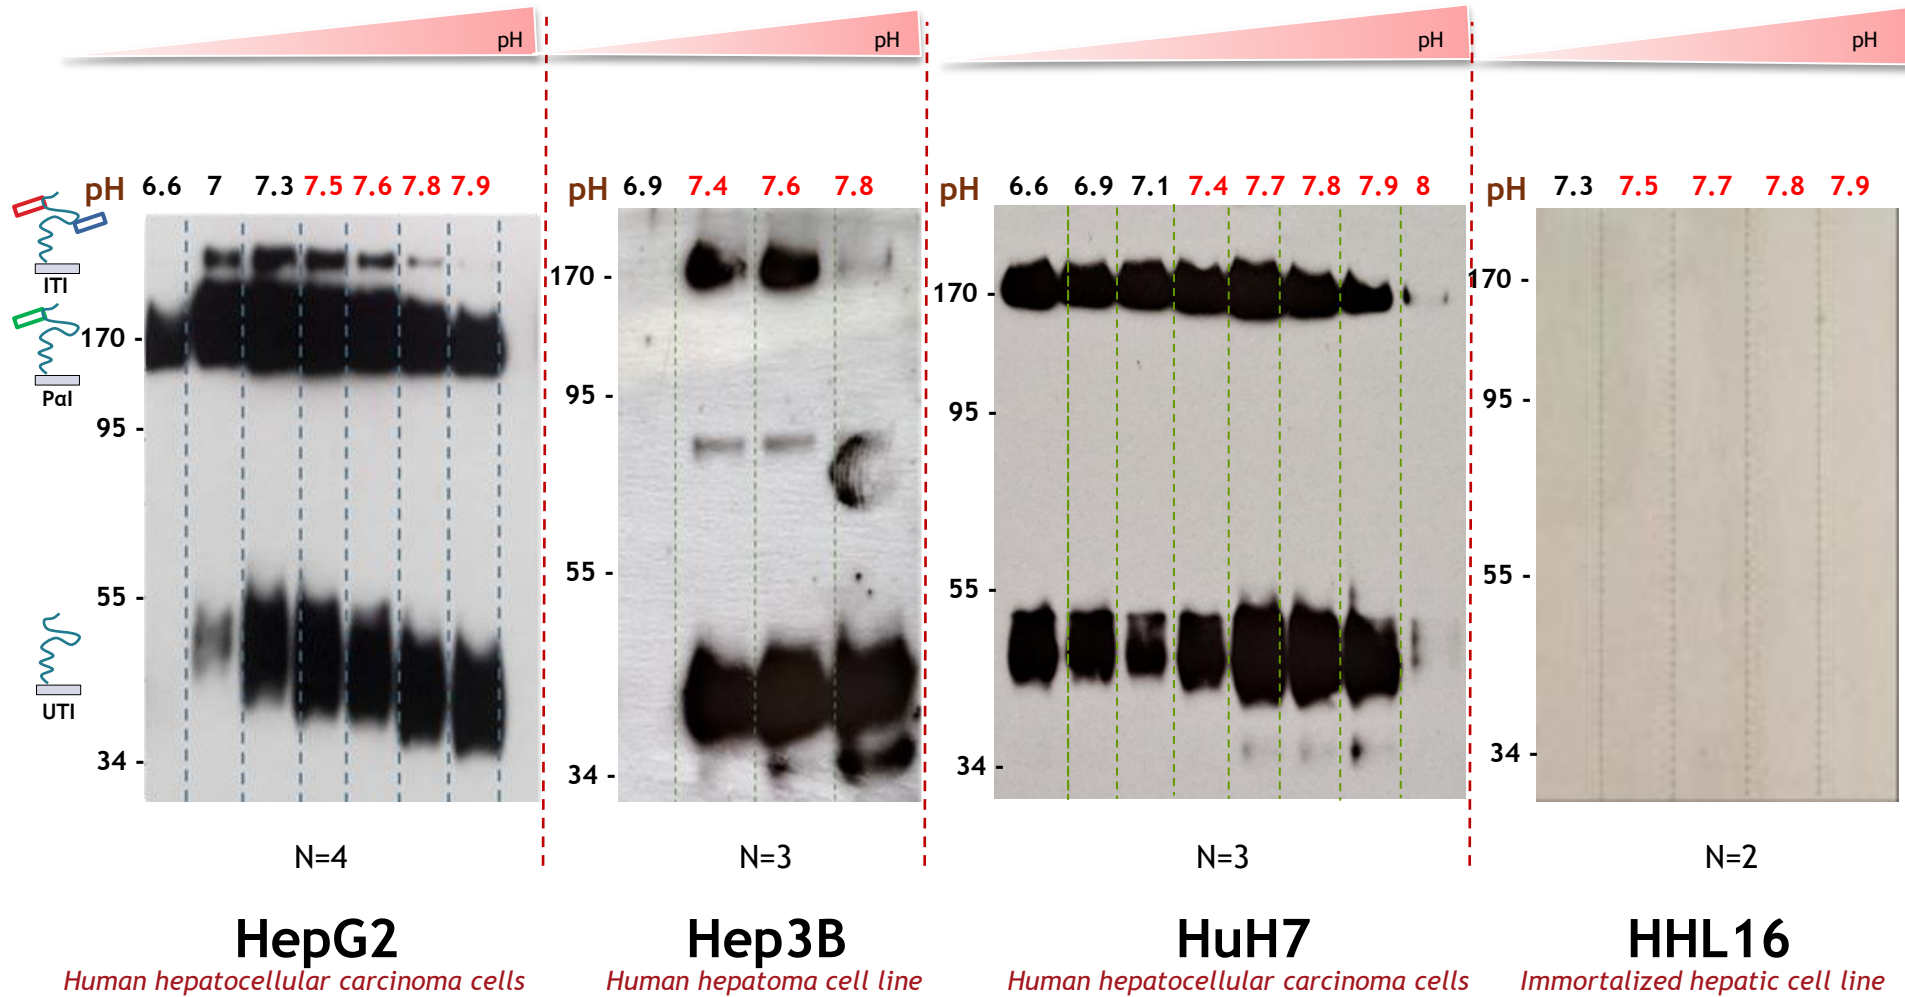 pH pH pH pH
pH 6.6 7 7.3 7.5 7.6 7.8 7.9
ITI
PαI
UTI
170 -
95 -
55 -
34 -
N=4
HepG2
Human hepatocellular carcinoma cells
pH 6.9 7.4 7.6 7.8
170 -
95 -
55 -
34 -
N=3
Hep3B
Human hepatoma cell line
pH 6.6 6.9 7.1 7.4 7.7 7.8 7.9 8
170 -
95 -
55 -
34 -
N=3
HuH7
Human hepatocellular carcinoma cells
pH 7.3 7.5 7.7 7.8 7.9
170 -
95 -
55 -
34 -
N=2
HHL16
Immortalized hepatic cell line